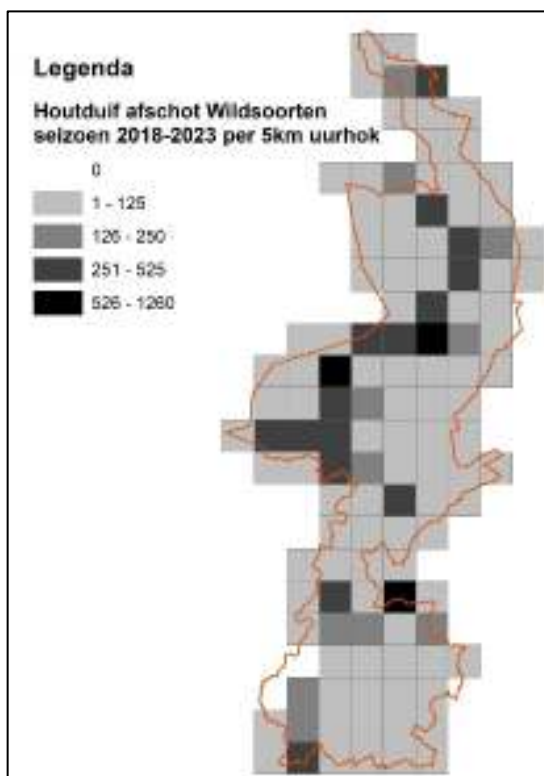 Legenda
Houtduif afschot Wildsoorten
seizoen 2018-2023 per 5km uurhok
0
1 - 125
126 - 250
251 - 525
526 - 1260